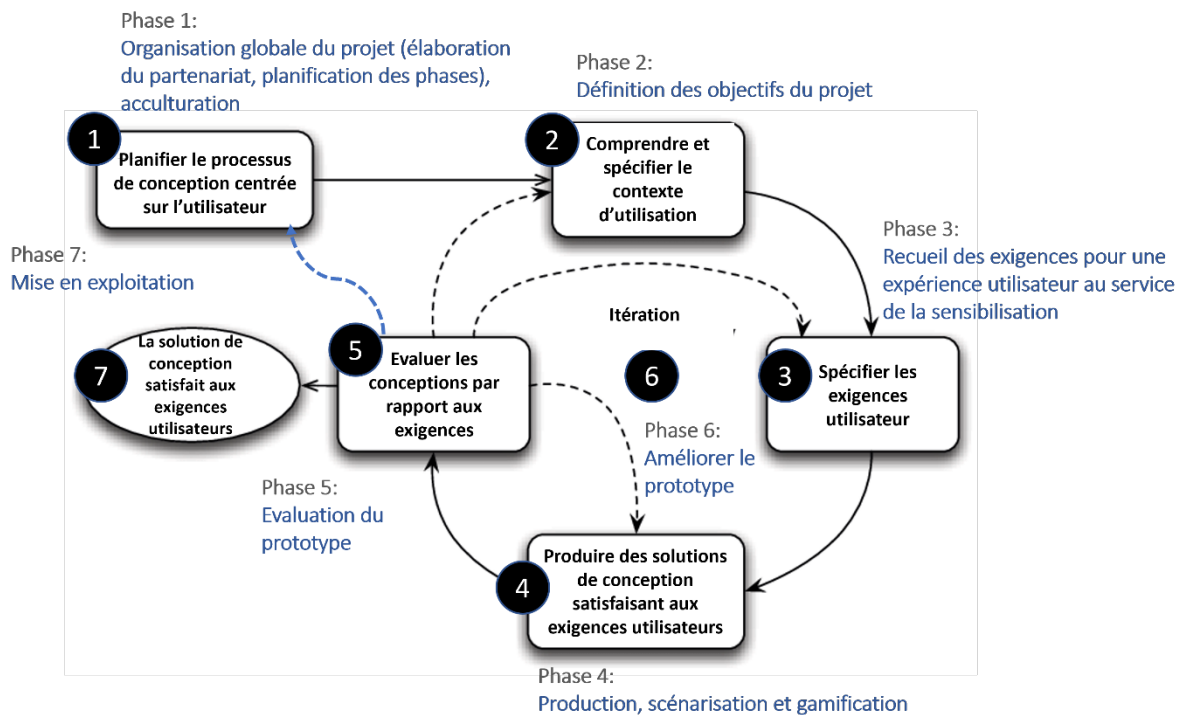 Phase 1:
Organisation globale du projet (élaboration
du partenariat, planification des phases),
acculturation
Phase 2:
Définition des objectifs du projet
1
Planifier le processus
de conception centrée
sur l’utilisateur
2
Comprendre et
spécifier le
contexte
d’utilisation
Phase 3:
Recueil des exigences pour une
expérience utilisateur au service
de la sensibilisation
Phase 7:
Mise en exploitation
Itération
7
La solution de
conception
satisfait aux
exigences
utilisateurs
5
Evaluer les
conceptions par
rapport aux
exigences
6
3
Spécifier les
exigences
utilisateur
Phase 6:
Améliorer le
prototype
Phase 5:
Evaluation du
prototype
4
Produire des solutions
de conception
satisfaisant aux
exigences utilisateurs
Phase 4:
Production, scénarisation et gamification